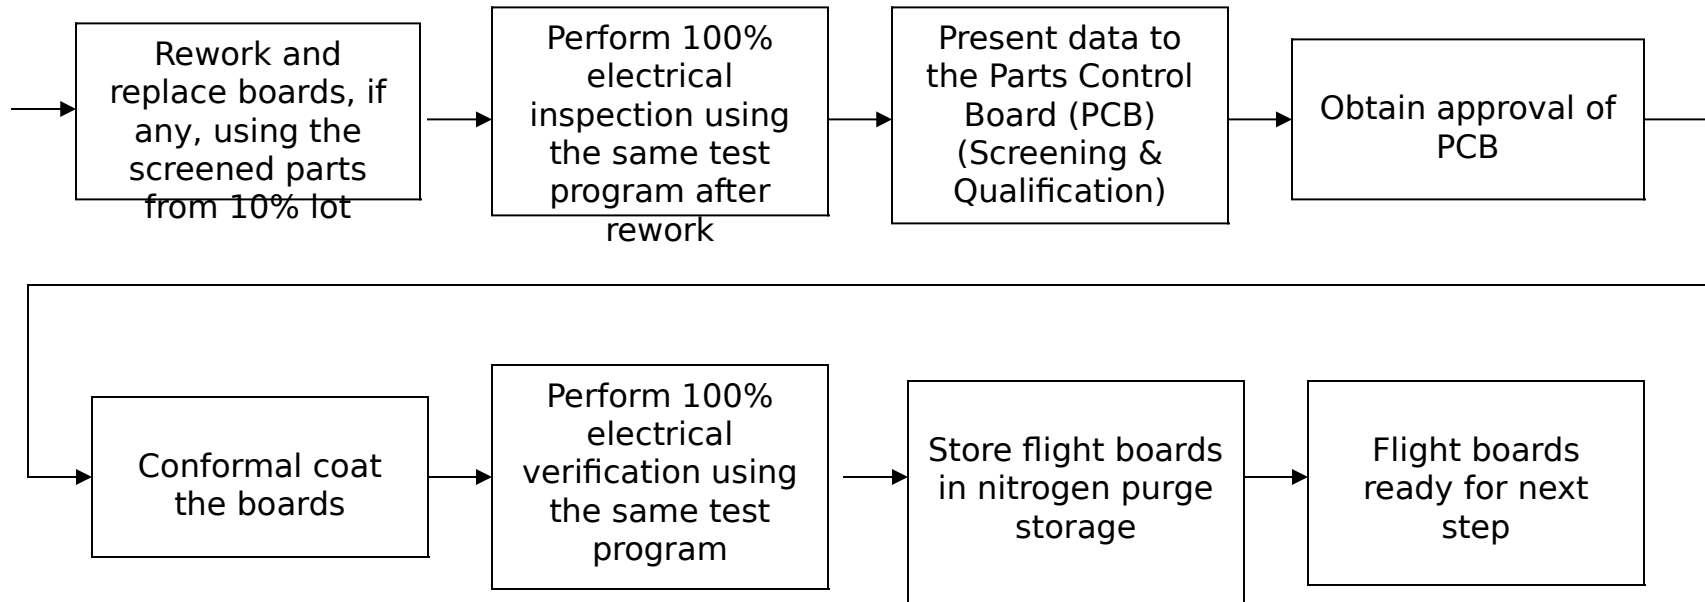 Rework and
replace boards, if
any, using the
screened parts
from 10% lot
Perform 100%
electrical
inspection using
the same test
program after
rework
Present data to
the Parts Control
Board (PCB)
(Screening &
Qualification)
Obtain approval of
PCB
Conformal coat
the boards
Perform 100%
electrical
verification using
the same test
program
Store flight boards
in nitrogen purge
storage
Flight boards
ready for next
step